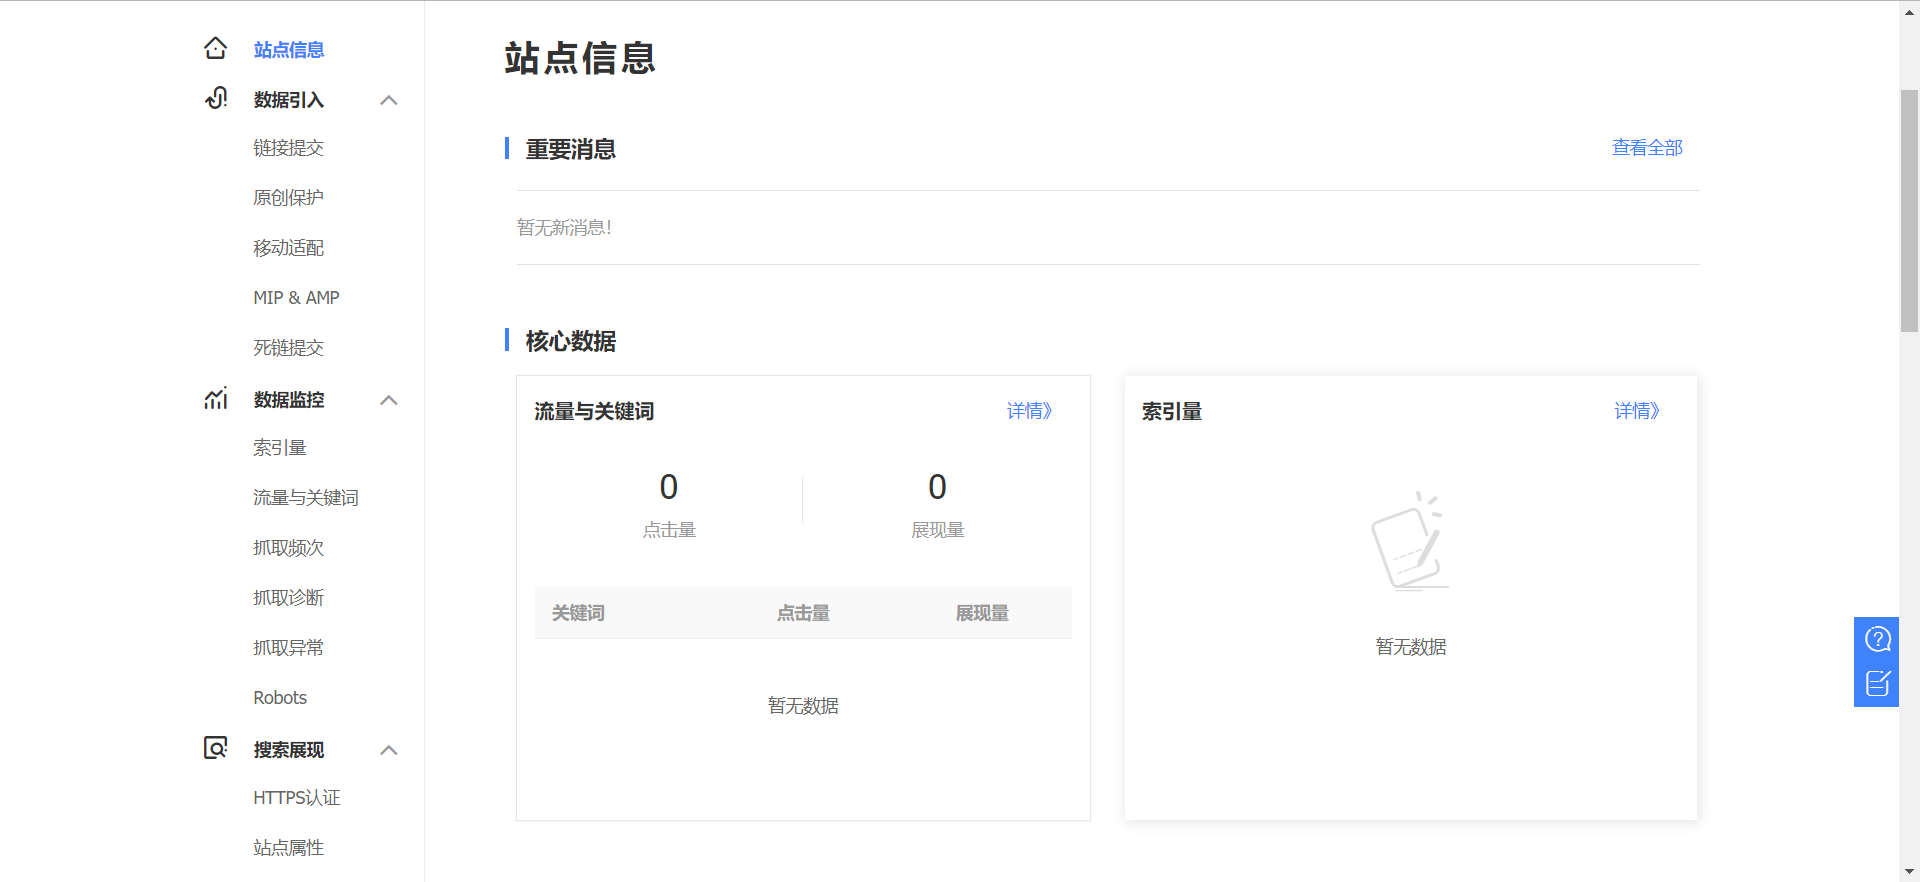 站点信息
数据引入
链接提交
原创保护
移动适配
MIP & AMP
死链提交
数据监控
索引量
流量与关键词
抓取频次
抓取诊断
抓取异常
Robots
搜索展现
HTTPS认证
站点属性
站点信息
重要消息
查看全部
暂无新消息!
核心数据
流量与关键词 详情》
0 0
点击量 展现量
关键词 点击量 展现量
暂无数据
索引量 详情》
暂无数据